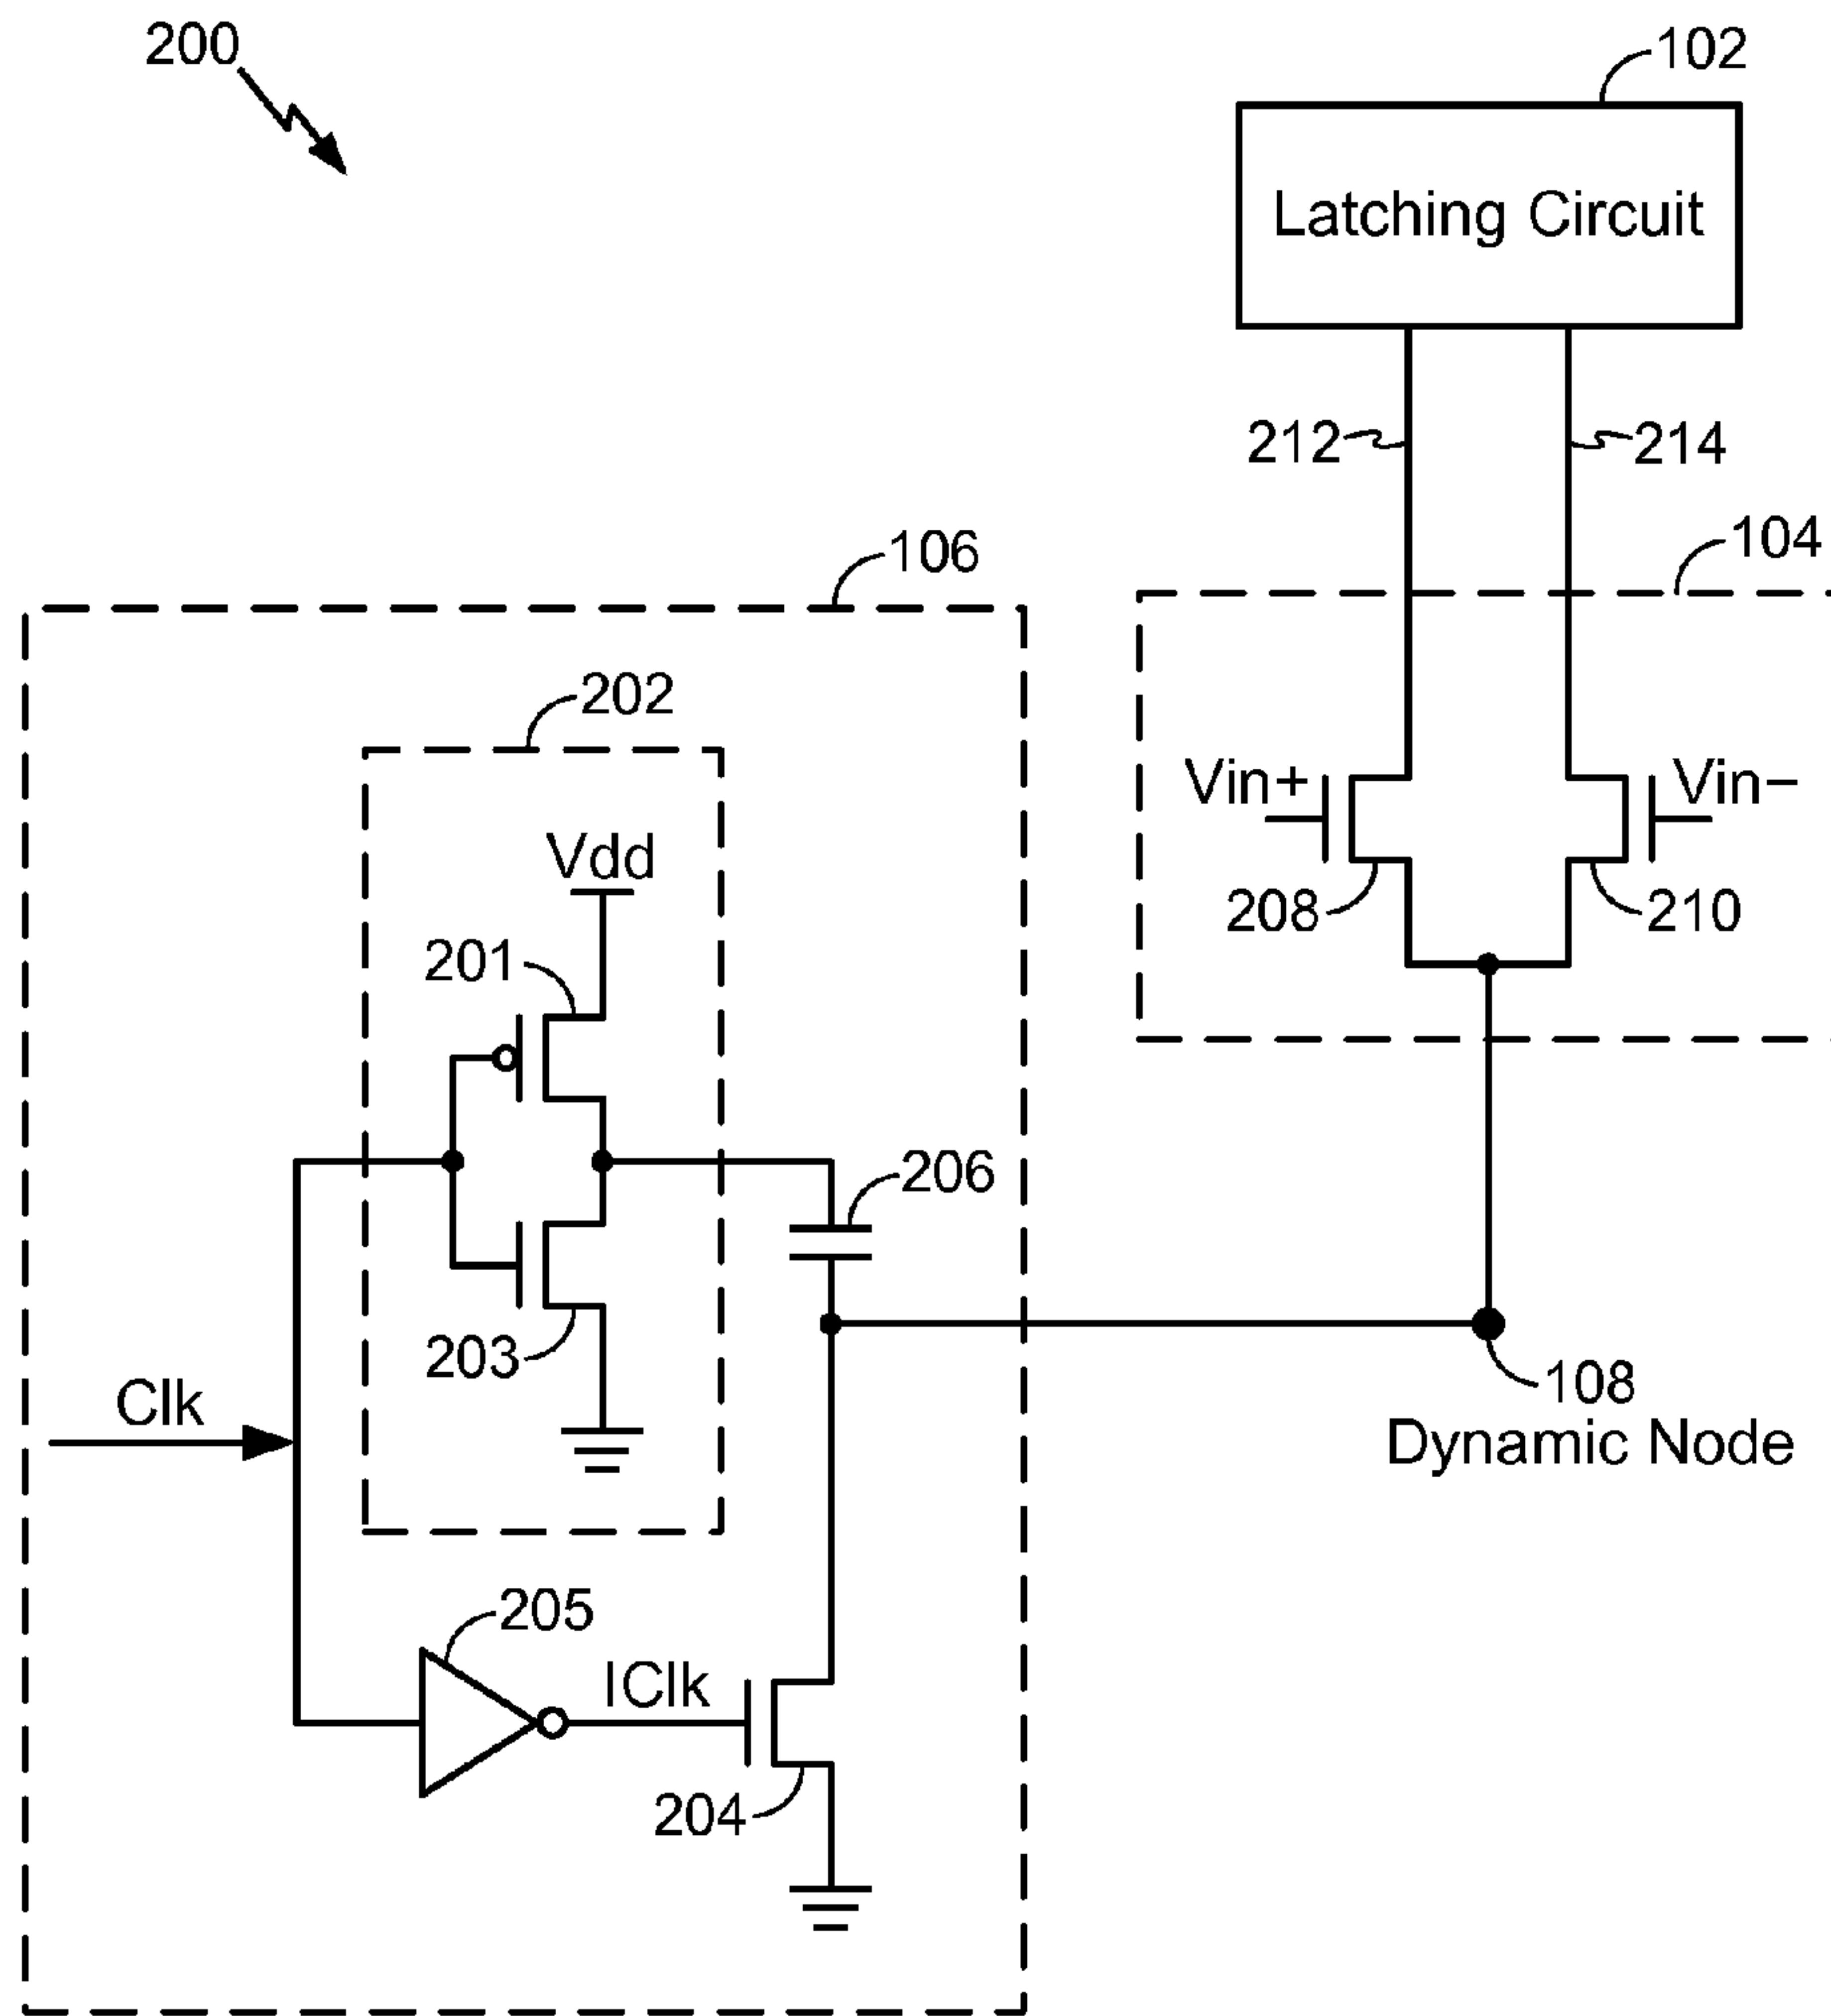 200
102
Latching Circuit
212
214
106
104
202
Vin+
Vin−
Vdd
208
210
201
206
203
108
Clk
Dynamic Node
205
IClk
204